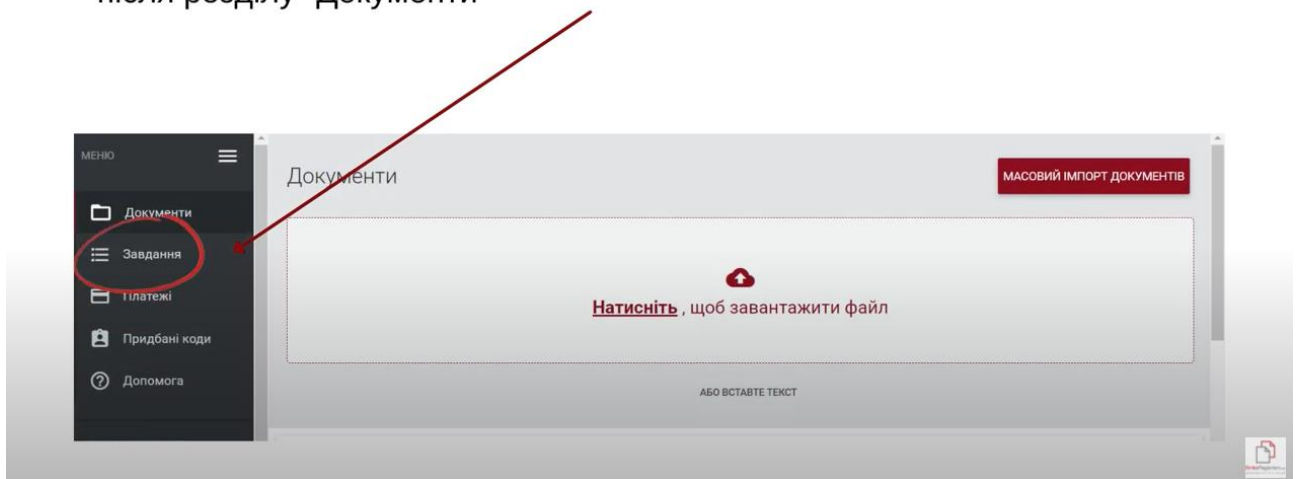 після розділу "Документи"
МЕНЮ
Документи
МАСОВИЙ ІМПОРТ ДОКУМЕНТІВ
Документи
Завдання
Платежі
Натисніть , щоб завантажити файл
Придбані коди
Допомога
АБО ВСТАВТЕ ТЕКСТ